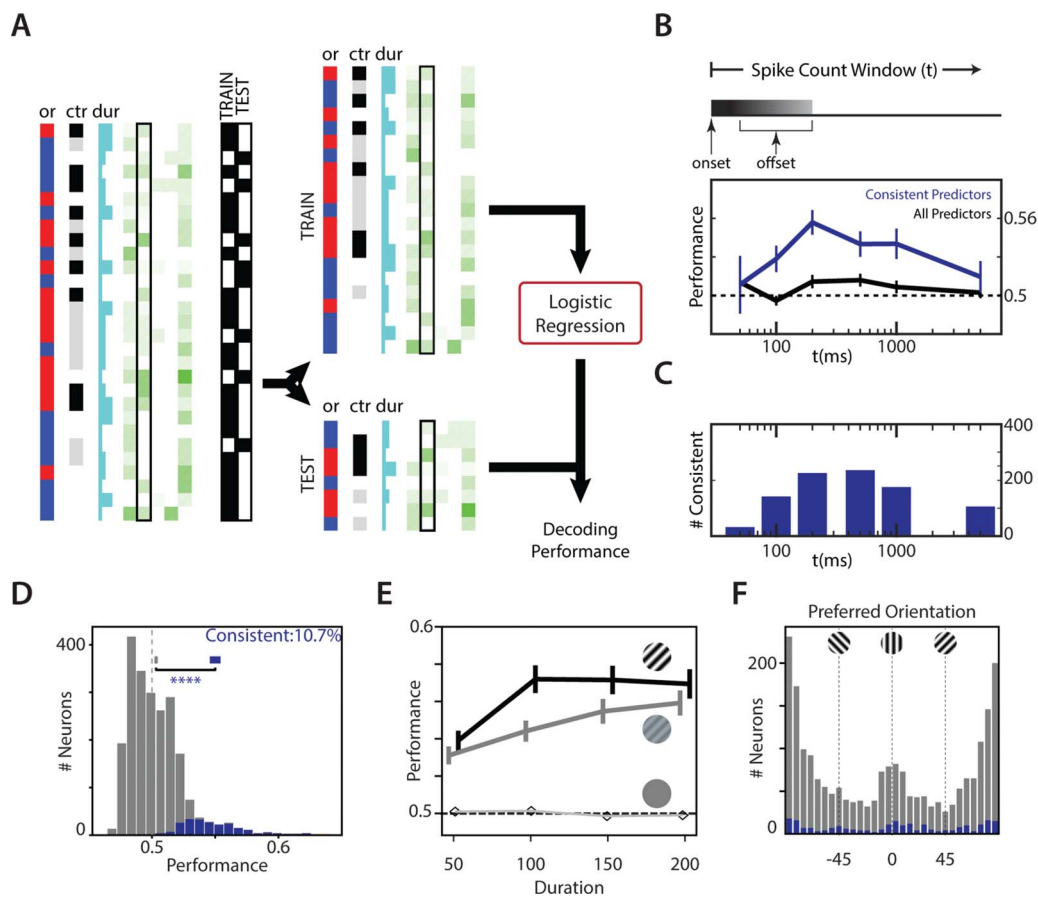 A
or ctr dur
TRAIN
TEST
or ctr dur
TRAIN
or ctr dur
TEST
Logistic
Regression
Decoding
Performance
B
Spike Count Window (t)
onset
offset
Consistent Predictors
All Predictors
0.56
0.5
Performance
100
1000
t(ms)
C
400
200
0
# Consistent
100
1000
t(ms)
D
Consistent:10.7%
****
400
0
# Neurons
0.5
0.6
Performance
E
0.6
0.5
Performance
50
100
150
200
Duration
F
Preferred Orientation
200
0
# Neurons
-45
0
45